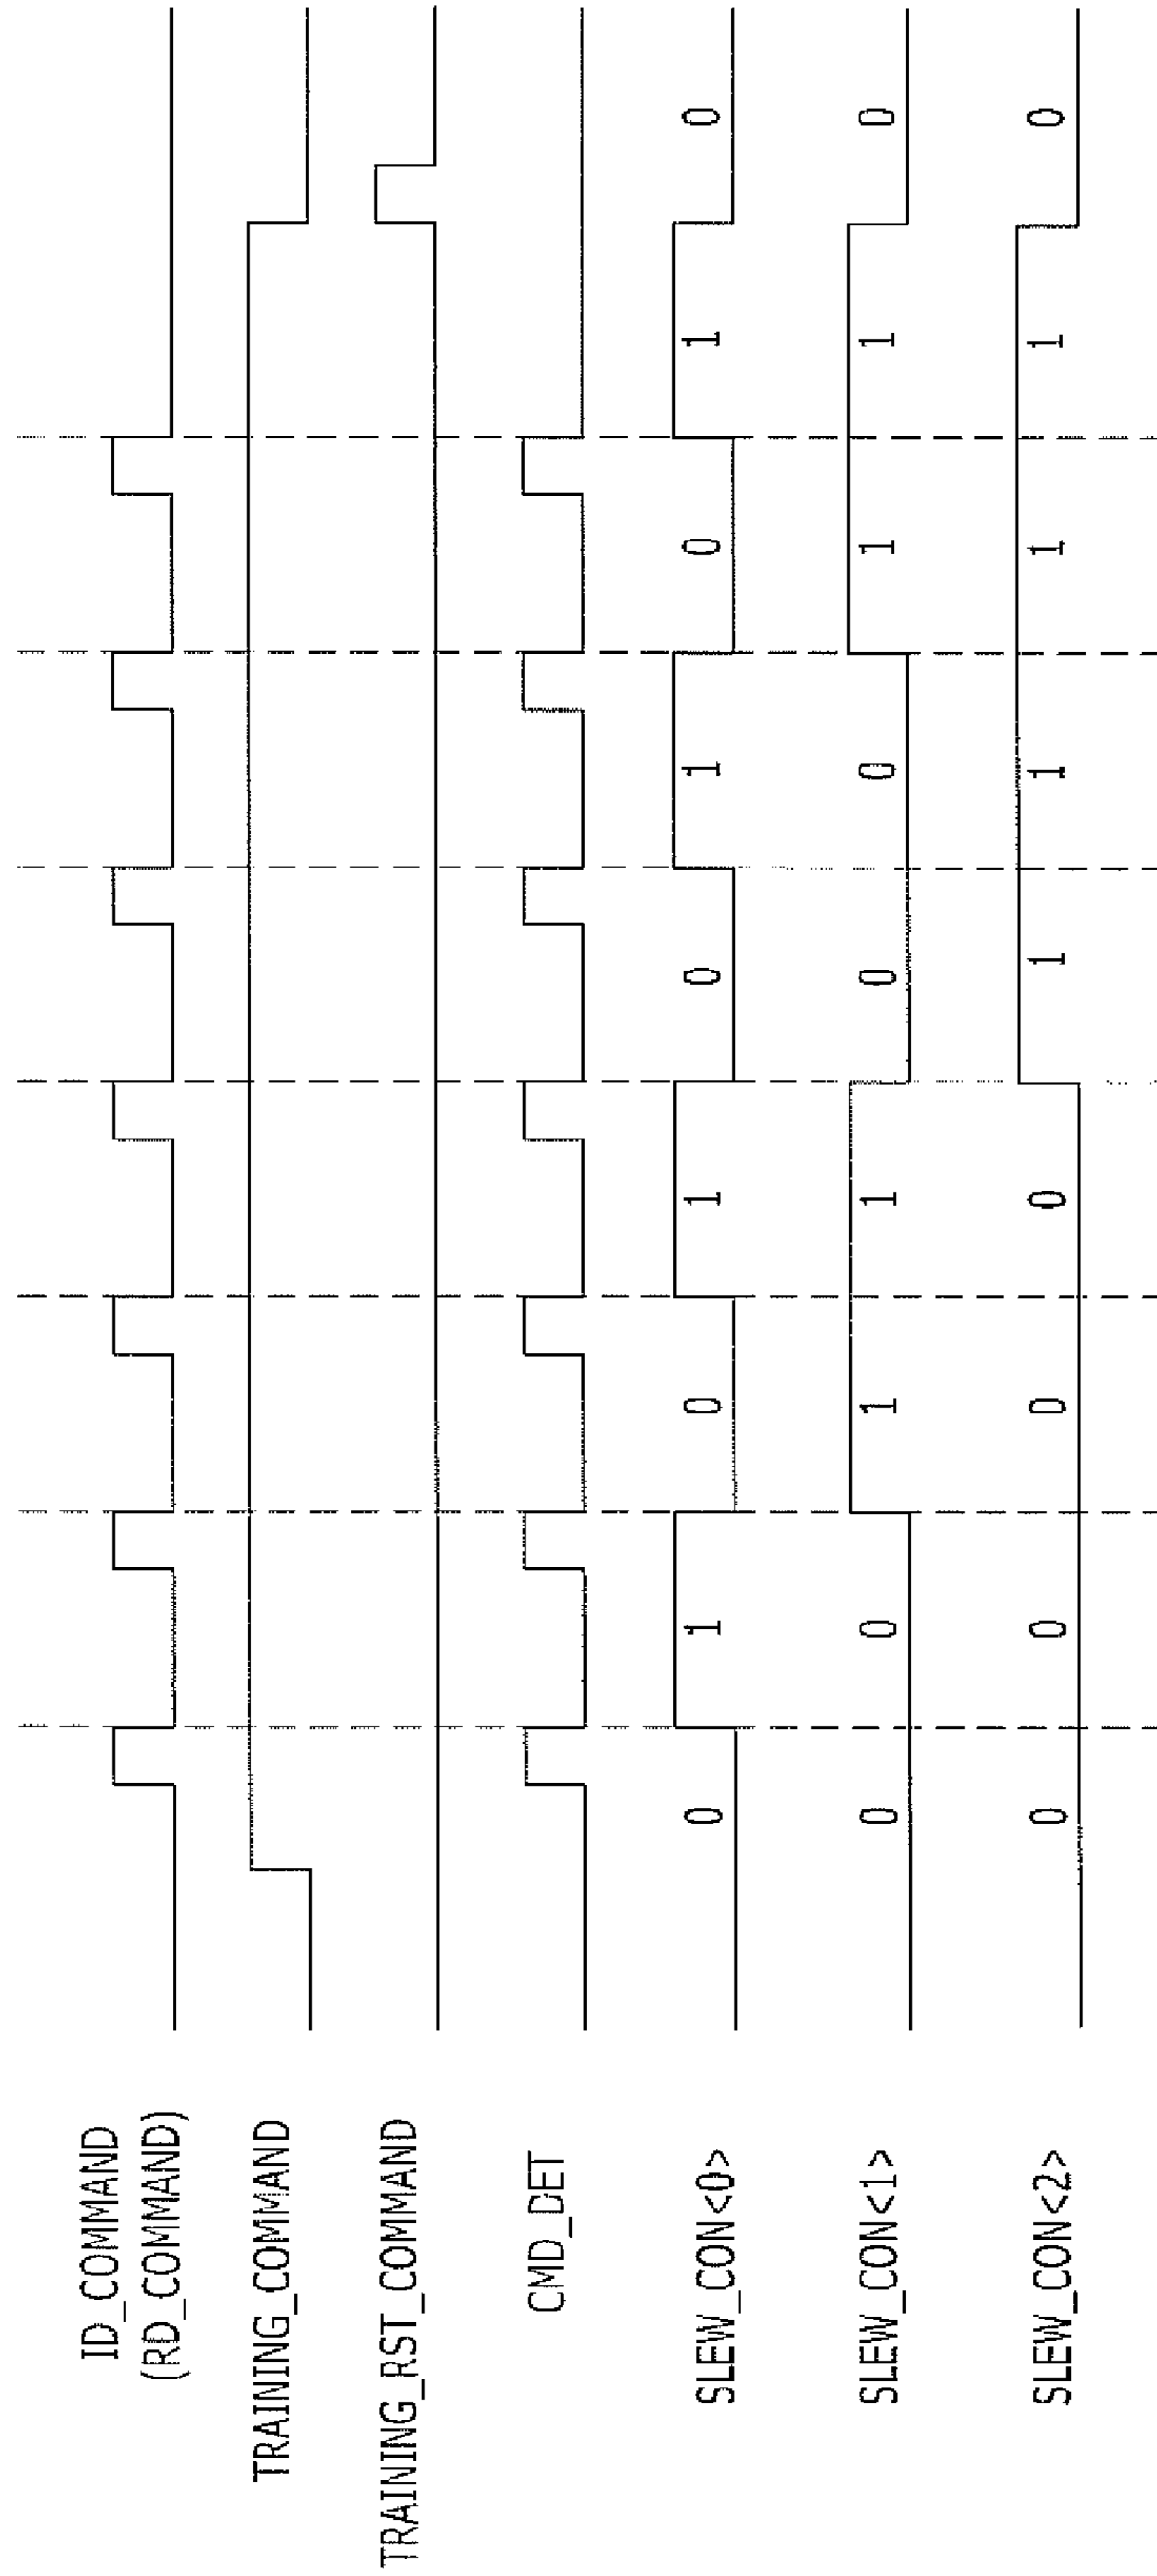 ID_COMMAND
(RD_COMMAND)
TRAINING_COMMAND
TRAINING_RST_COMMAND
CMD_DET
SLEW_CON<0> 0 1 0 1 0 1 0 1 0
SLEW_CON<1> 0 0 1 1 0 0 1 1 0
SLEW_CON<2> 0 0 0 0 1 1 1 1 0